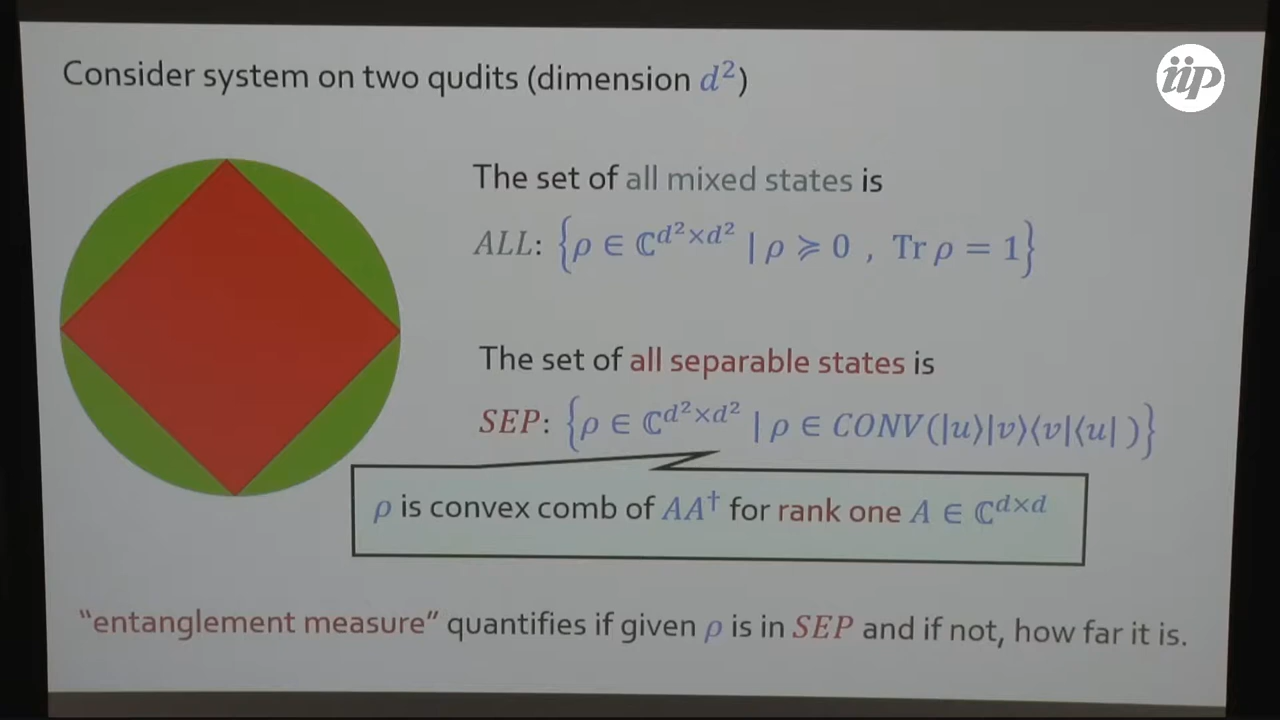 Consider system on two qudits (dimension d²)
iip
The set of all mixed states is
ALL: {ρ ∈ ℂ^{d²×d²} | ρ ≽ 0 , Tr ρ = 1}
The set of all separable states is
SEP: {ρ ∈ ℂ^{d²×d²} | ρ ∈ CONV(|u⟩|v⟩⟨v|⟨u| )}
ρ is convex comb of AA† for rank one A ∈ ℂ^{d×d}
"entanglement measure" quantifies if given ρ is in SEP and if not, how far it is.